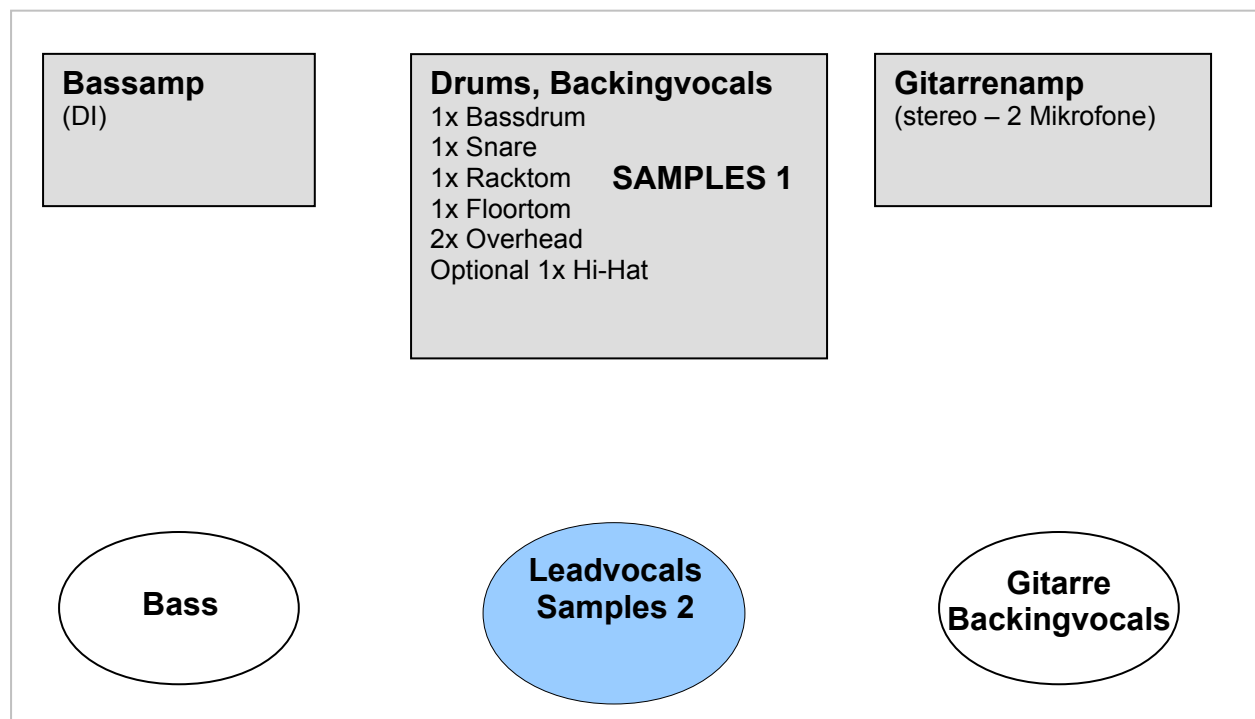 Bassamp
(DI)
Drums, Backingvocals
1x Bassdrum
1x Snare
1x Racktom
SAMPLES 1
1x Floortom
2x Overhead
Optional 1x Hi-Hat
Gitarrenamp
(stereo – 2 Mikrofone)
Bass
Leadvocals
Samples 2
Gitarre
Backingvocals